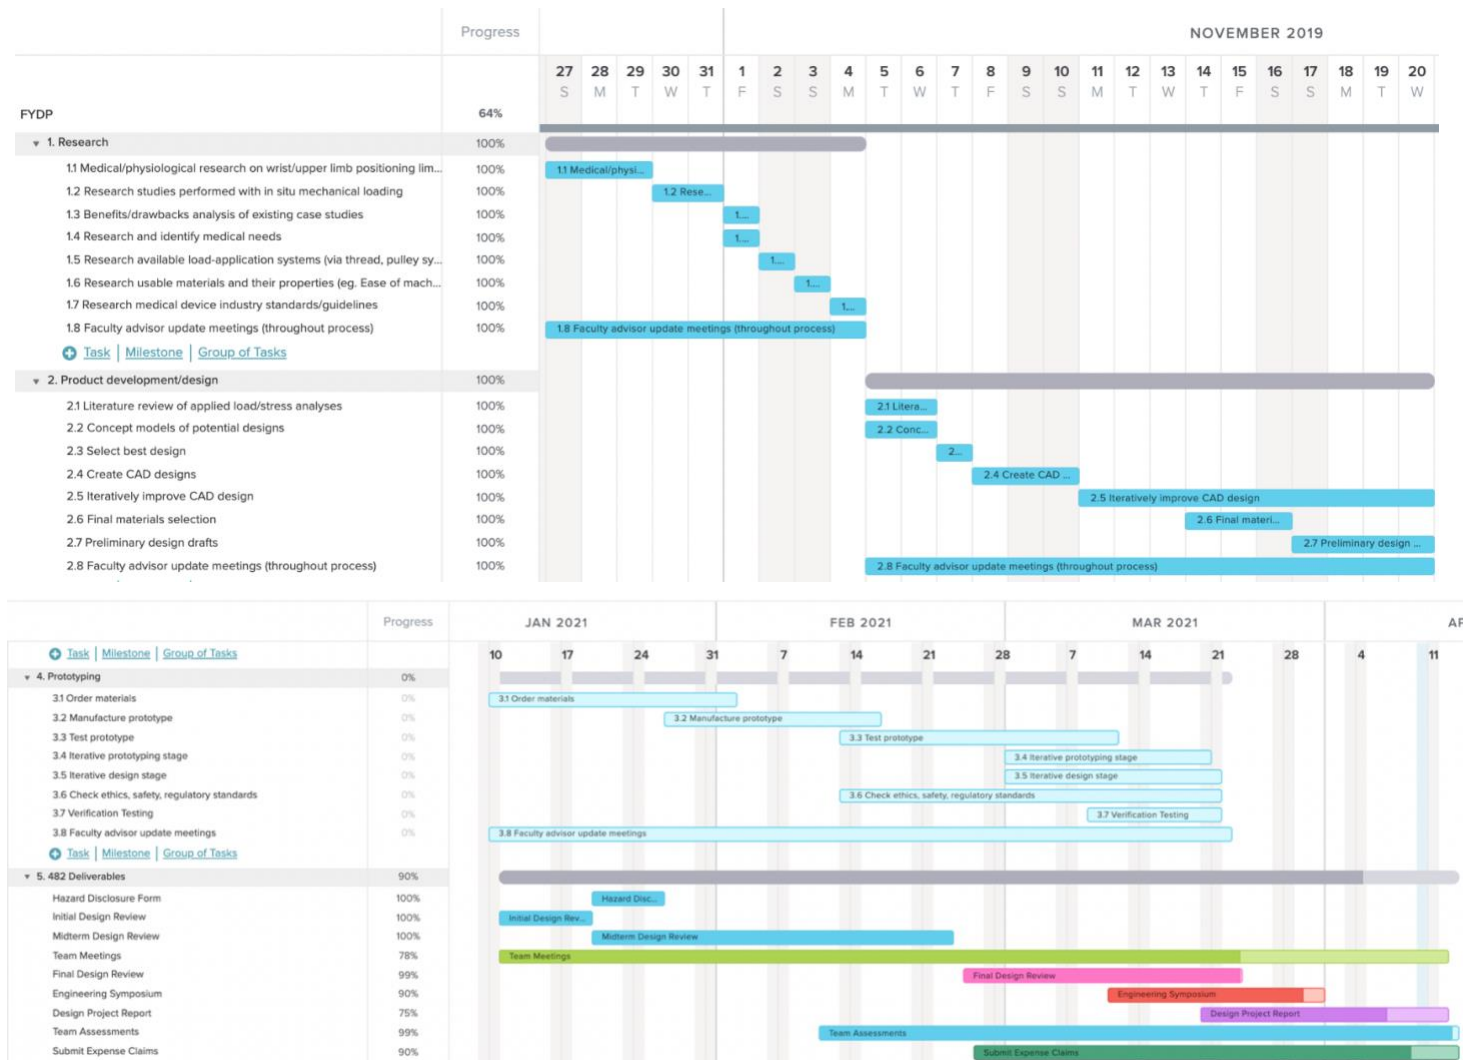 Progress
NOVEMBER 2019
27 28 29 30 31 1 2 3 4 5 6 7 8 9 10 11 12 13 14 15 16 17 18 19 20
S M T W T F S S M T W T F S S M T W T F S S M T W
FYDP 64%
1. Research 100%
1.1 Medical/physiological research on wrist/upper limb positioning lim... 100% 1.1 Medical/physi...
1.2 Research studies performed with in situ mechanical loading 100% 1.2 Rese...
1.3 Benefits/drawbacks analysis of existing case studies 100% 1....
1.4 Research and identify medical needs 100% 1....
1.5 Research available load-application systems (via thread, pulley sy... 100% 1....
1.6 Research usable materials and their properties (eg. Ease of mach... 100% 1....
1.7 Research medical device industry standards/guidelines 100% 1....
1.8 Faculty advisor update meetings (throughout process) 100% 1.8 Faculty advisor update meetings (throughout process)
Task | Milestone | Group of Tasks
2. Product development/design 100%
2.1 Literature review of applied load/stress analyses 100% 2.1 Litera...
2.2 Concept models of potential designs 100% 2.2 Conc...
2.3 Select best design 100% 2...
2.4 Create CAD designs 100% 2.4 Create CAD ...
2.5 Iteratively improve CAD design 100% 2.5 Iteratively improve CAD design
2.6 Final materials selection 100% 2.6 Final materi...
2.7 Preliminary design drafts 100% 2.7 Preliminary design ...
2.8 Faculty advisor update meetings (throughout process) 100% 2.8 Faculty advisor update meetings (throughout process)
Progress JAN 2021 FEB 2021 MAR 2021 AP
Task | Milestone | Group of Tasks 10 17 24 31 7 14 21 28 7 14 21 28 4 11
4. Prototyping 0%
3.1 Order materials 0% 3.1 Order materials
3.2 Manufacture prototype 0% 3.2 Manufacture prototype
3.3 Test prototype 0% 3.3 Test prototype
3.4 Iterative prototyping stage 0% 3.4 Iterative prototyping stage
3.5 Iterative design stage 0% 3.5 Iterative design stage
3.6 Check ethics, safety, regulatory standards 0% 3.6 Check ethics, safety, regulatory standards
3.7 Verification Testing 0% 3.7 Verification Testing
3.8 Faculty advisor update meetings 0% 3.8 Faculty advisor update meetings
Task | Milestone | Group of Tasks
5. 482 Deliverables 90%
Hazard Disclosure Form 100% Hazard Disc...
Initial Design Review 100% Initial Design Rev...
Midterm Design Review 100% Midterm Design Review
Team Meetings 78% Team Meetings
Final Design Review 99% Final Design Review
Engineering Symposium 90% Engineering Symposium
Design Project Report 75% Design Project Report
Team Assessments 99% Team Assessments
Submit Expense Claims 90% Submit Expense Claims